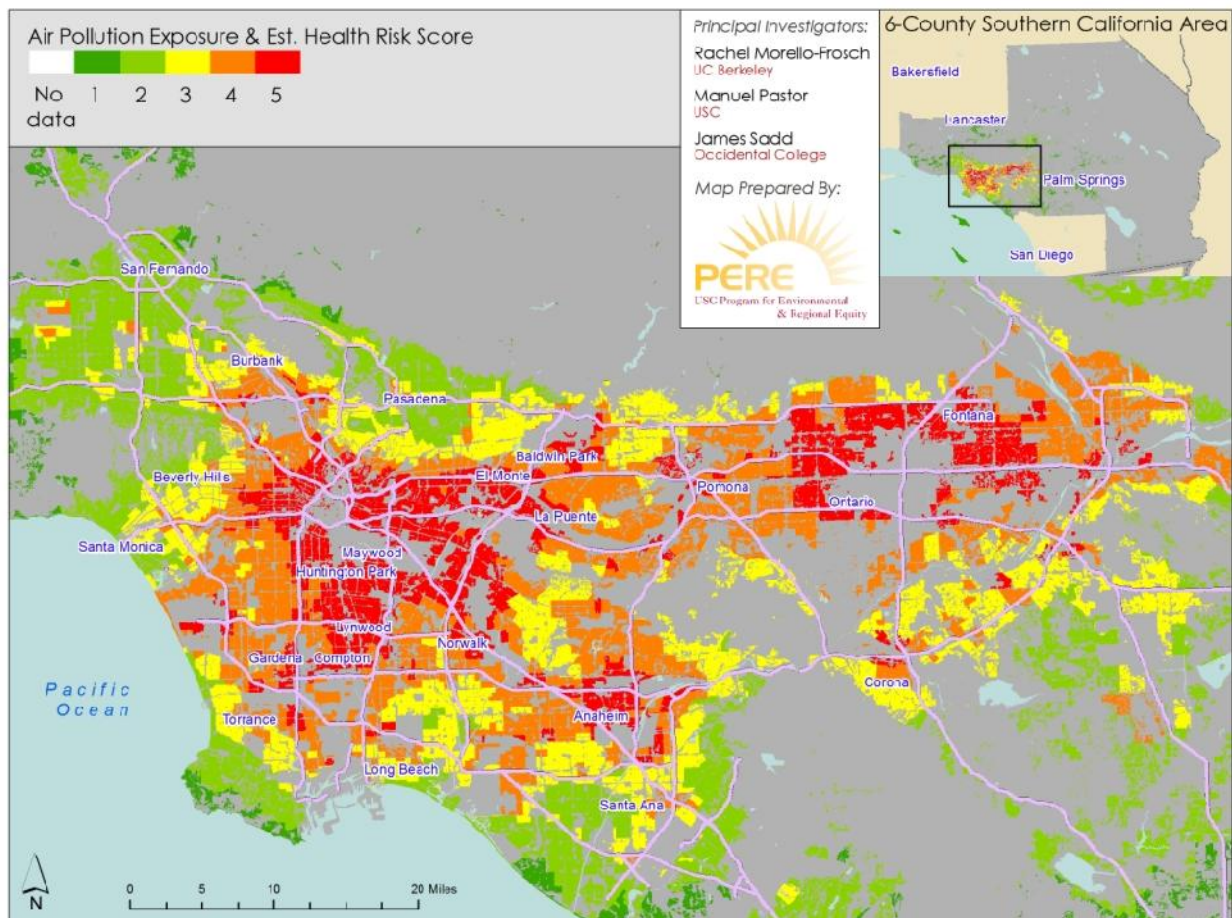 Air Pollution Exposure & Est. Health Risk Score
No data
1
2
3
4
5
Principal Investigators:
Rachel Morello-Frosch
UC Berkeley
Manuel Pastor
USC
James Sadd
Occidental College
Map Prepared By:
PERE
USC Program for Environmental
& Regional Equity
6-County Southern California Area
Bakersfield
Lancaster
Palm Springs
San Diego
San Fernando
Burbank
Pasadena
Fontana
Baldwin Park
Beverly Hills
El Monte
Pomona
Ontario
La Puente
Santa Monica
Maywood
Huntington Park
Lynwood
Norwalk
Gardena
Compton
Corona
Pacific
Ocean
Torrance
Anaheim
Long Beach
Santa Ana
N
0
5
10
20 Miles